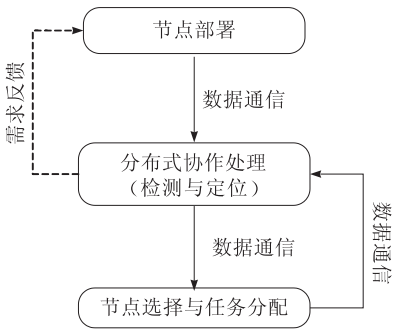 节点部署
需求反馈
数据通信
分布式协作处理
（检测与定位）
数据通信
数据通信
节点选择与任务分配